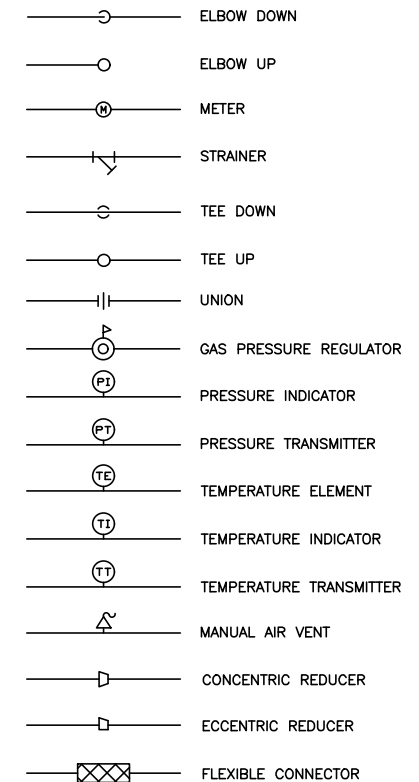 ELBOW DOWN
ELBOW UP
M METER
STRAINER
TEE DOWN
TEE UP
UNION
GAS PRESSURE REGULATOR
PI PRESSURE INDICATOR
PT PRESSURE TRANSMITTER
TE TEMPERATURE ELEMENT
TI TEMPERATURE INDICATOR
TT TEMPERATURE TRANSMITTER
MANUAL AIR VENT
CONCENTRIC REDUCER
ECCENTRIC REDUCER
FLEXIBLE CONNECTOR